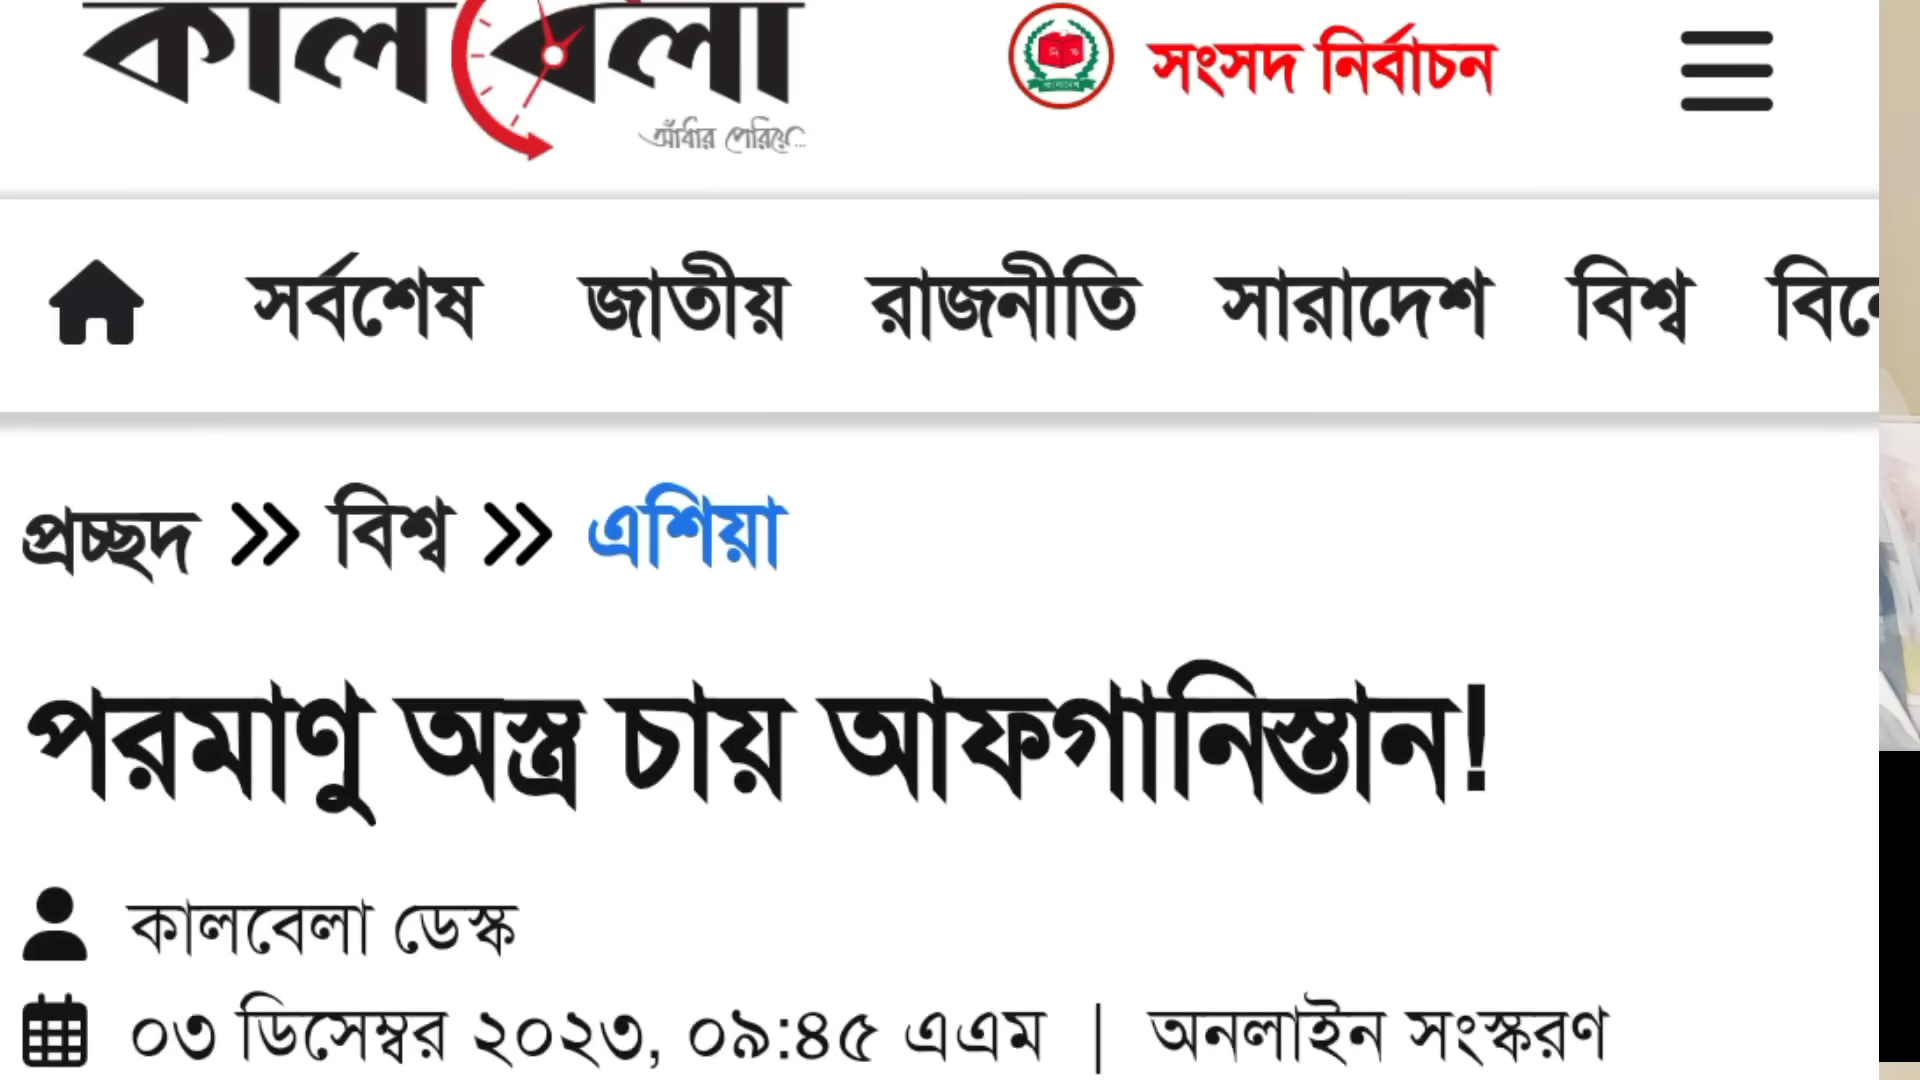 কালবেলা
আঁধার পেরিয়ে...
সংসদ নির্বাচন
সর্বশেষ জাতীয় রাজনীতি সারাদেশ বিশ্ব
প্রচ্ছদ >> বিশ্ব >> এশিয়া
পরমাণু অস্ত্র চায় আফগানিস্তান!
কালবেলা ডেস্ক
০৩ ডিসেম্বর ২০২৩, ০৯:৪৫ এএম | অনলাইন সংস্করণ